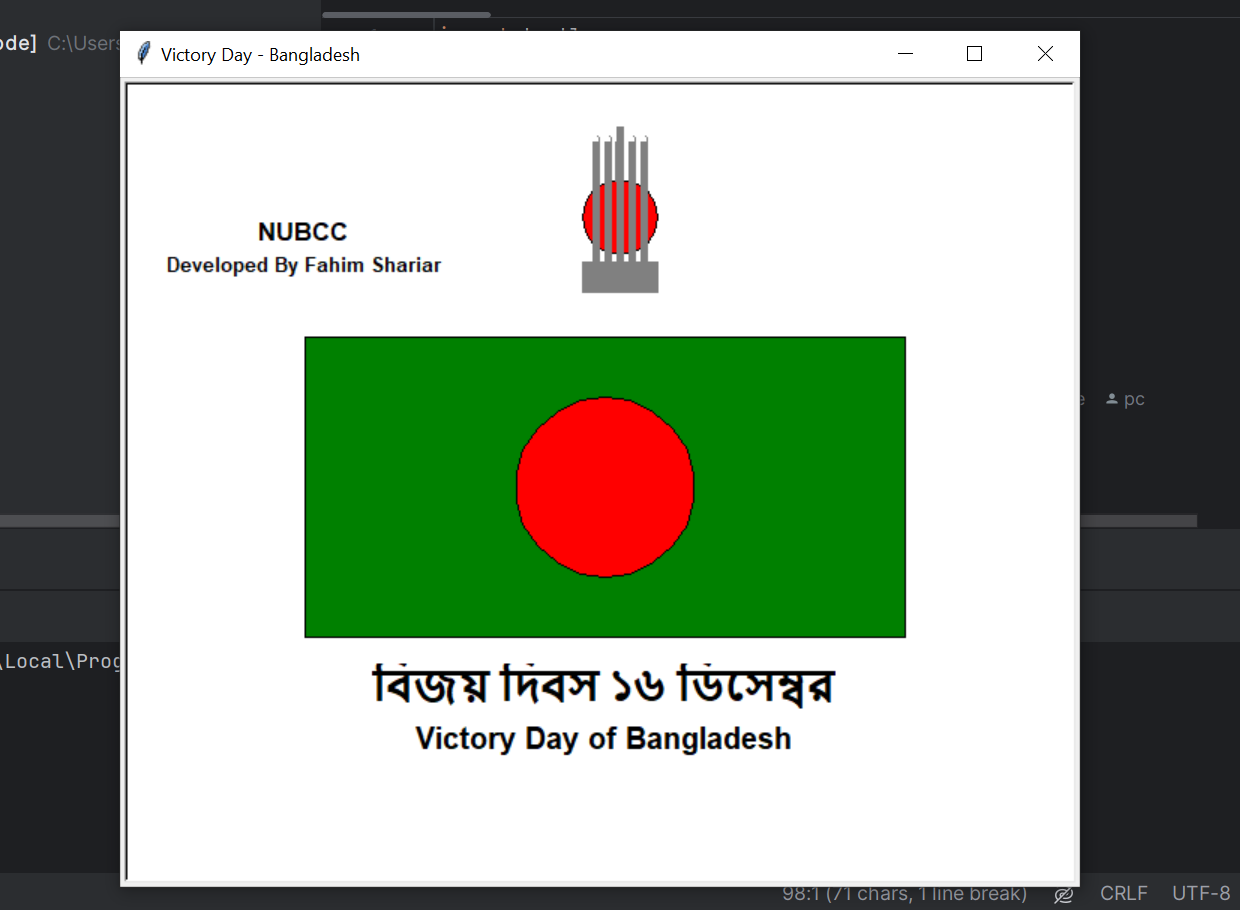 ode] C:\Users
Victory Day - Bangladesh
NUBCC
Developed By Fahim Shariar
pc
\Local\Prog
বিজয় দিবস ১৬ ডিসেম্বর
Victory Day of Bangladesh
98:1 (71 chars, 1 line break) CRLF UTF-8